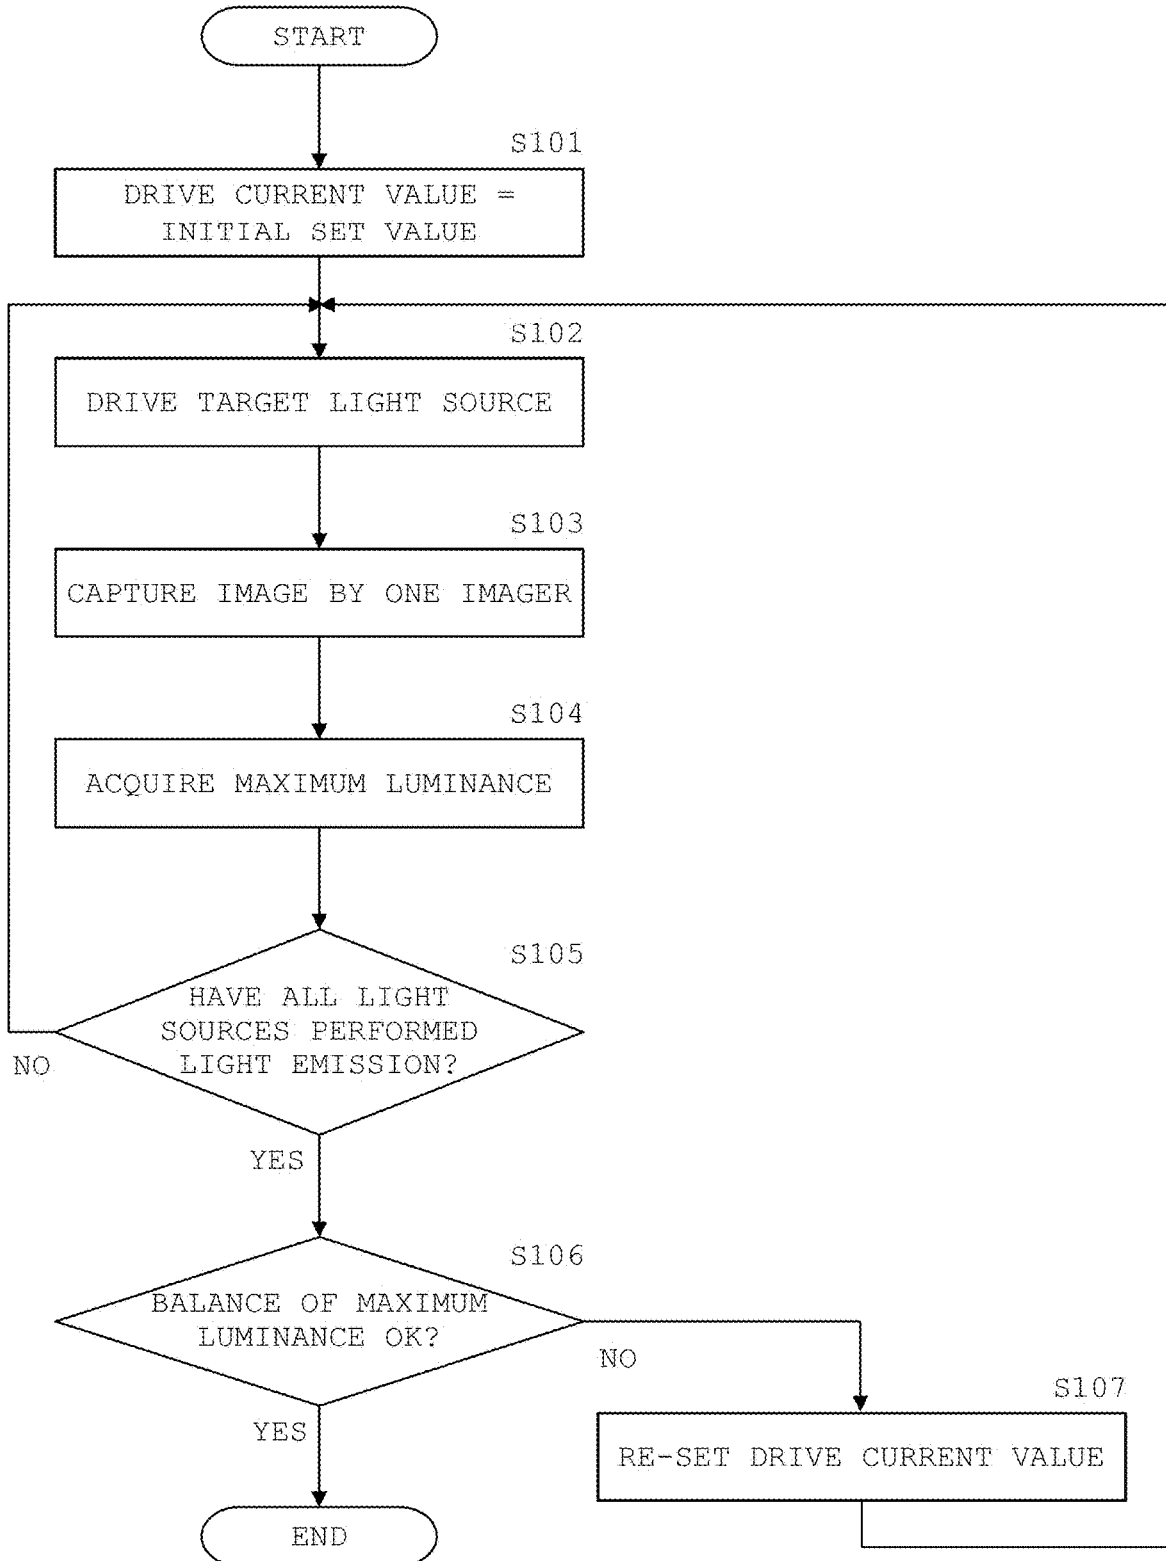 START
S101
DRIVE CURRENT VALUE =
INITIAL SET VALUE
S102
DRIVE TARGET LIGHT SOURCE
S103
CAPTURE IMAGE BY ONE IMAGER
S104
ACQUIRE MAXIMUM LUMINANCE
S105
HAVE ALL LIGHT
SOURCES PERFORMED
LIGHT EMISSION?
NO
YES
S106
BALANCE OF MAXIMUM
LUMINANCE OK?
NO
S107
RE-SET DRIVE CURRENT VALUE
YES
END